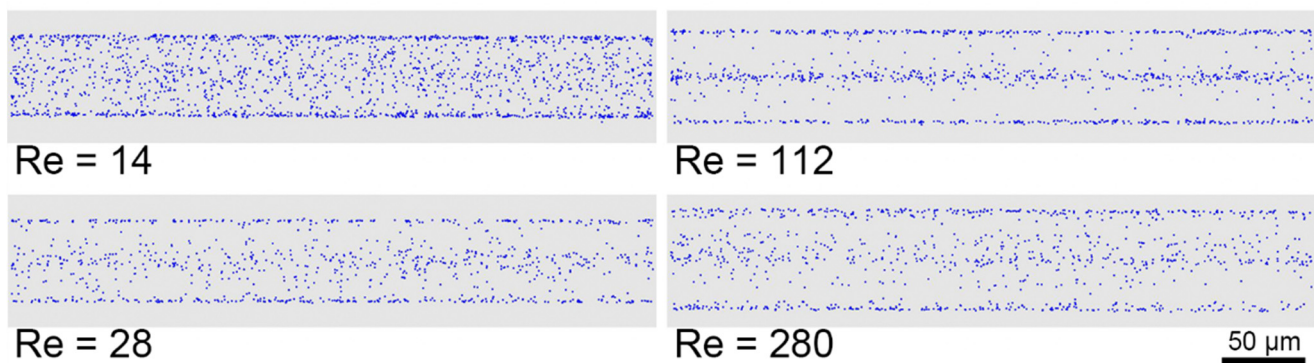 Re = 14
Re = 112
Re = 28
Re = 280
50 μm